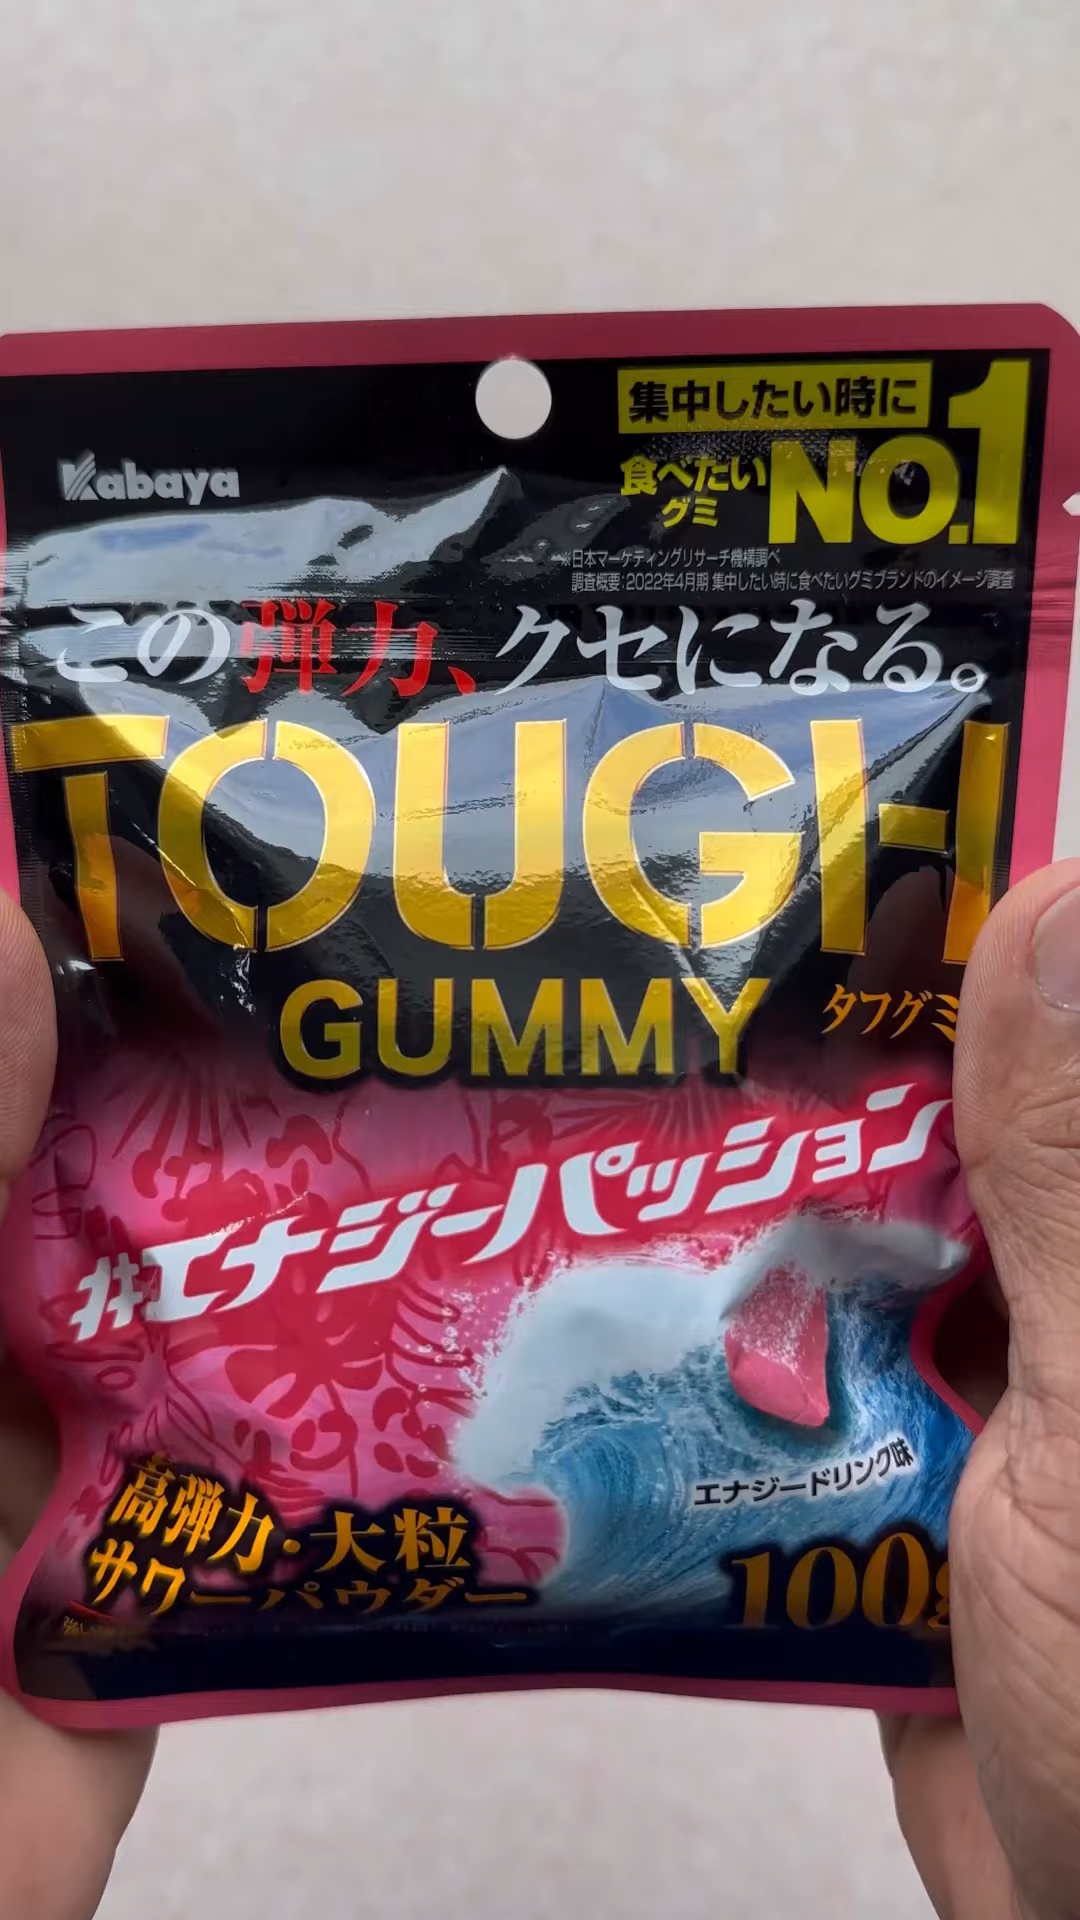 Kabaya
集中したい時に
食べたい
グミ
NO.1
※日本マーケティングリサーチ機構調べ
調査概要:2022年4月期 集中したい時に食べたいグミブランドのイメージ調査
この弾力、クセになる。
TOUGH
GUMMY
タフグミ
#エナジーパッション
エナジードリンク味
高弾力・大粒
サワーパウダー
100g